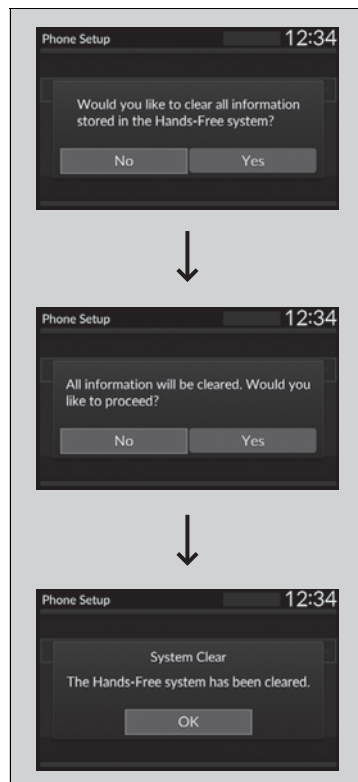 Phone Setup 12:34
Would you like to clear all information
stored in the Hands-Free system?
No Yes
Phone Setup 12:34
All information will be cleared. Would you
like to proceed?
No Yes
Phone Setup 12:34
System Clear
The Hands-Free system has been cleared.
OK